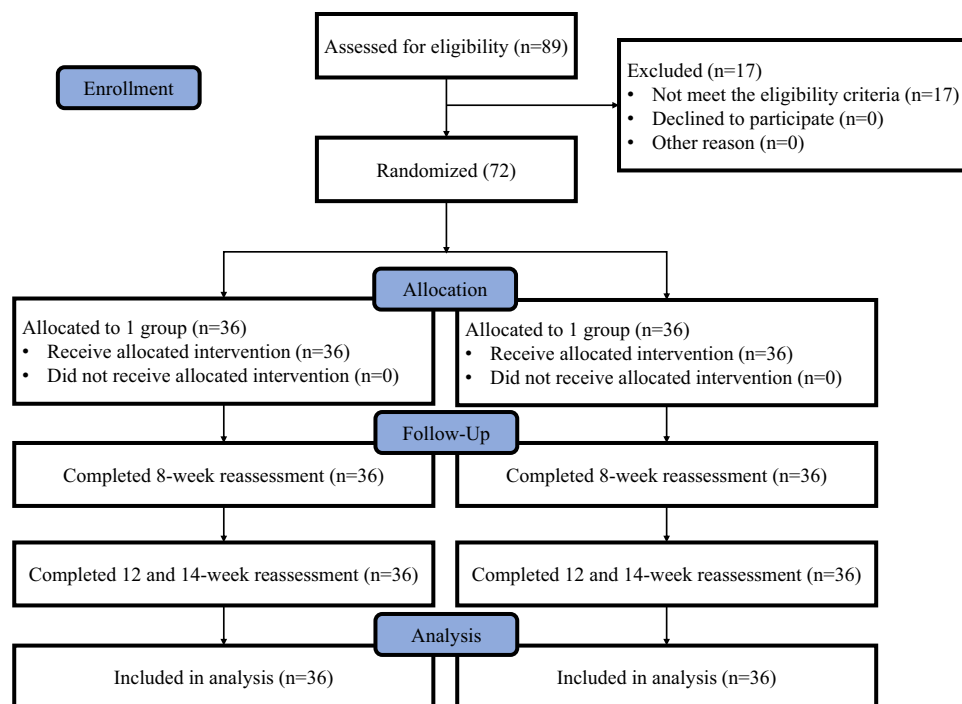 Assessed for eligibility (n=89)
Enrollment
Excluded (n=17)
• Not meet the eligibility criteria (n=17)
• Declined to participate (n=0)
• Other reason (n=0)
Randomized (72)
Allocation
Allocated to 1 group (n=36)
• Receive allocated intervention (n=36)
• Did not receive allocated intervention (n=0)
Allocated to 1 group (n=36)
• Receive allocated intervention (n=36)
• Did not receive allocated intervention (n=0)
Follow-Up
Completed 8-week reassessment (n=36)
Completed 8-week reassessment (n=36)
Completed 12 and 14-week reassessment (n=36)
Completed 12 and 14-week reassessment (n=36)
Analysis
Included in analysis (n=36)
Included in analysis (n=36)